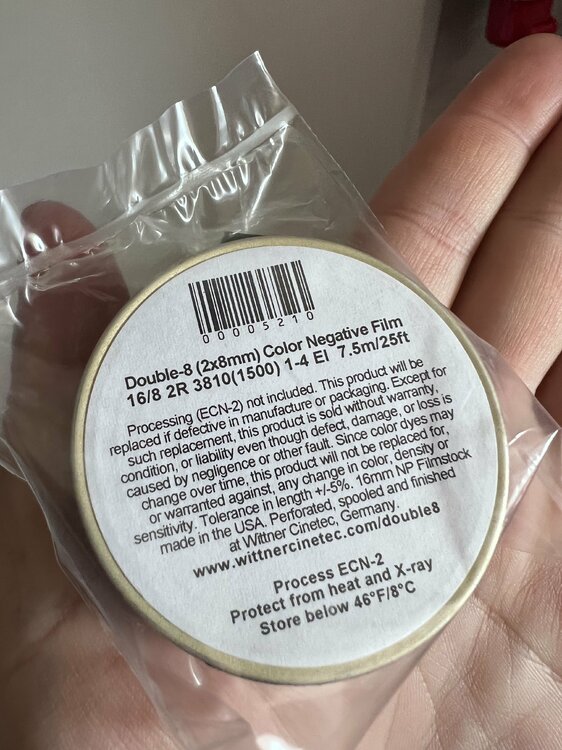 00005210
Double-8 (2x8mm) Color Negative Film
16/8 2R 3810(1500) 1-4 EI 7.5m/25ft
Processing (ECN-2) not included. This product will be
replaced if defective in manufacture or packaging. Except for
such replacement, this product is sold without warranty,
condition, or liability even though defect, damage, or loss is
caused by negligence or other fault. Since color dyes may
change over time, this product will not be replaced for,
or warranted against, any change in color, density or
sensitivity. Tolerance in length +/-5%. 16mm NP Filmstock
made in the USA. Perforated, spooled and finished
at Wittner Cinetec, Germany.
www.wittnercinetec.com/double8
Process ECN-2
Protect from heat and X-ray
Store below 46°F/8°C